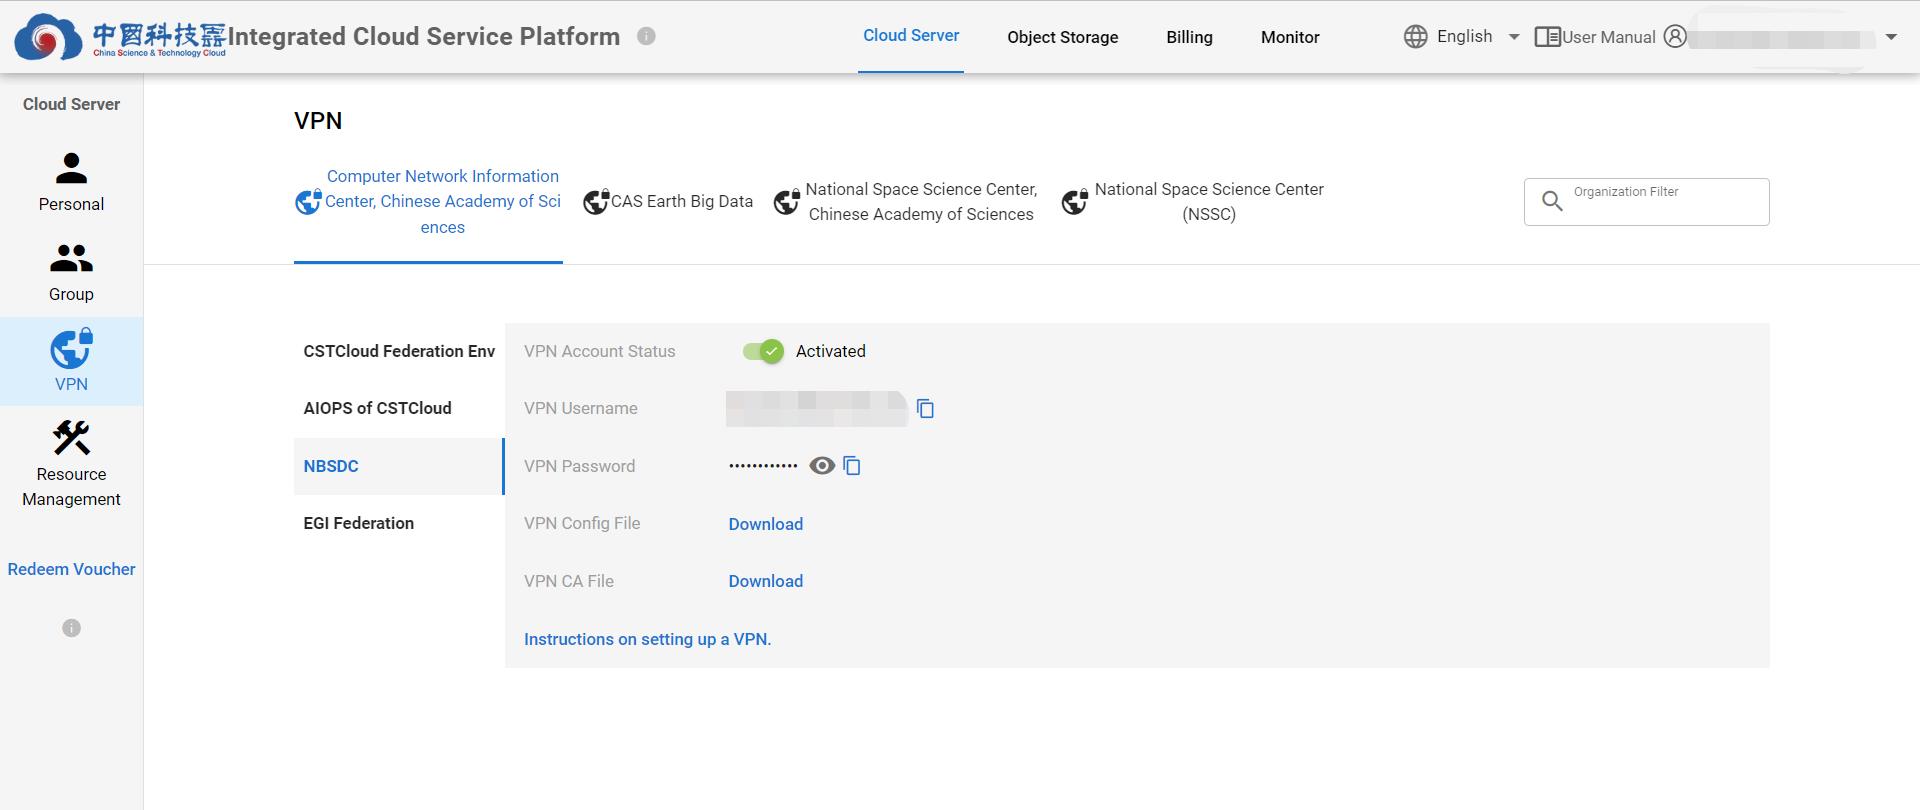 中国科技云
China Science & Technology Cloud
Integrated Cloud Service Platform
Cloud Server
Object Storage
Billing
Monitor
English
User Manual
Cloud Server
Personal
Group
VPN
Resource
Management
Redeem Voucher
VPN
Computer Network Information
Center, Chinese Academy of Sci
ences
CAS Earth Big Data
National Space Science Center,
Chinese Academy of Sciences
National Space Science Center
(NSSC)
Organization Filter
CSTCloud Federation Env
AIOPS of CSTCloud
NBSDC
EGI Federation
VPN Account Status
Activated
VPN Username
VPN Password
••••••••••••
VPN Config File
Download
VPN CA File
Download
Instructions on setting up a VPN.